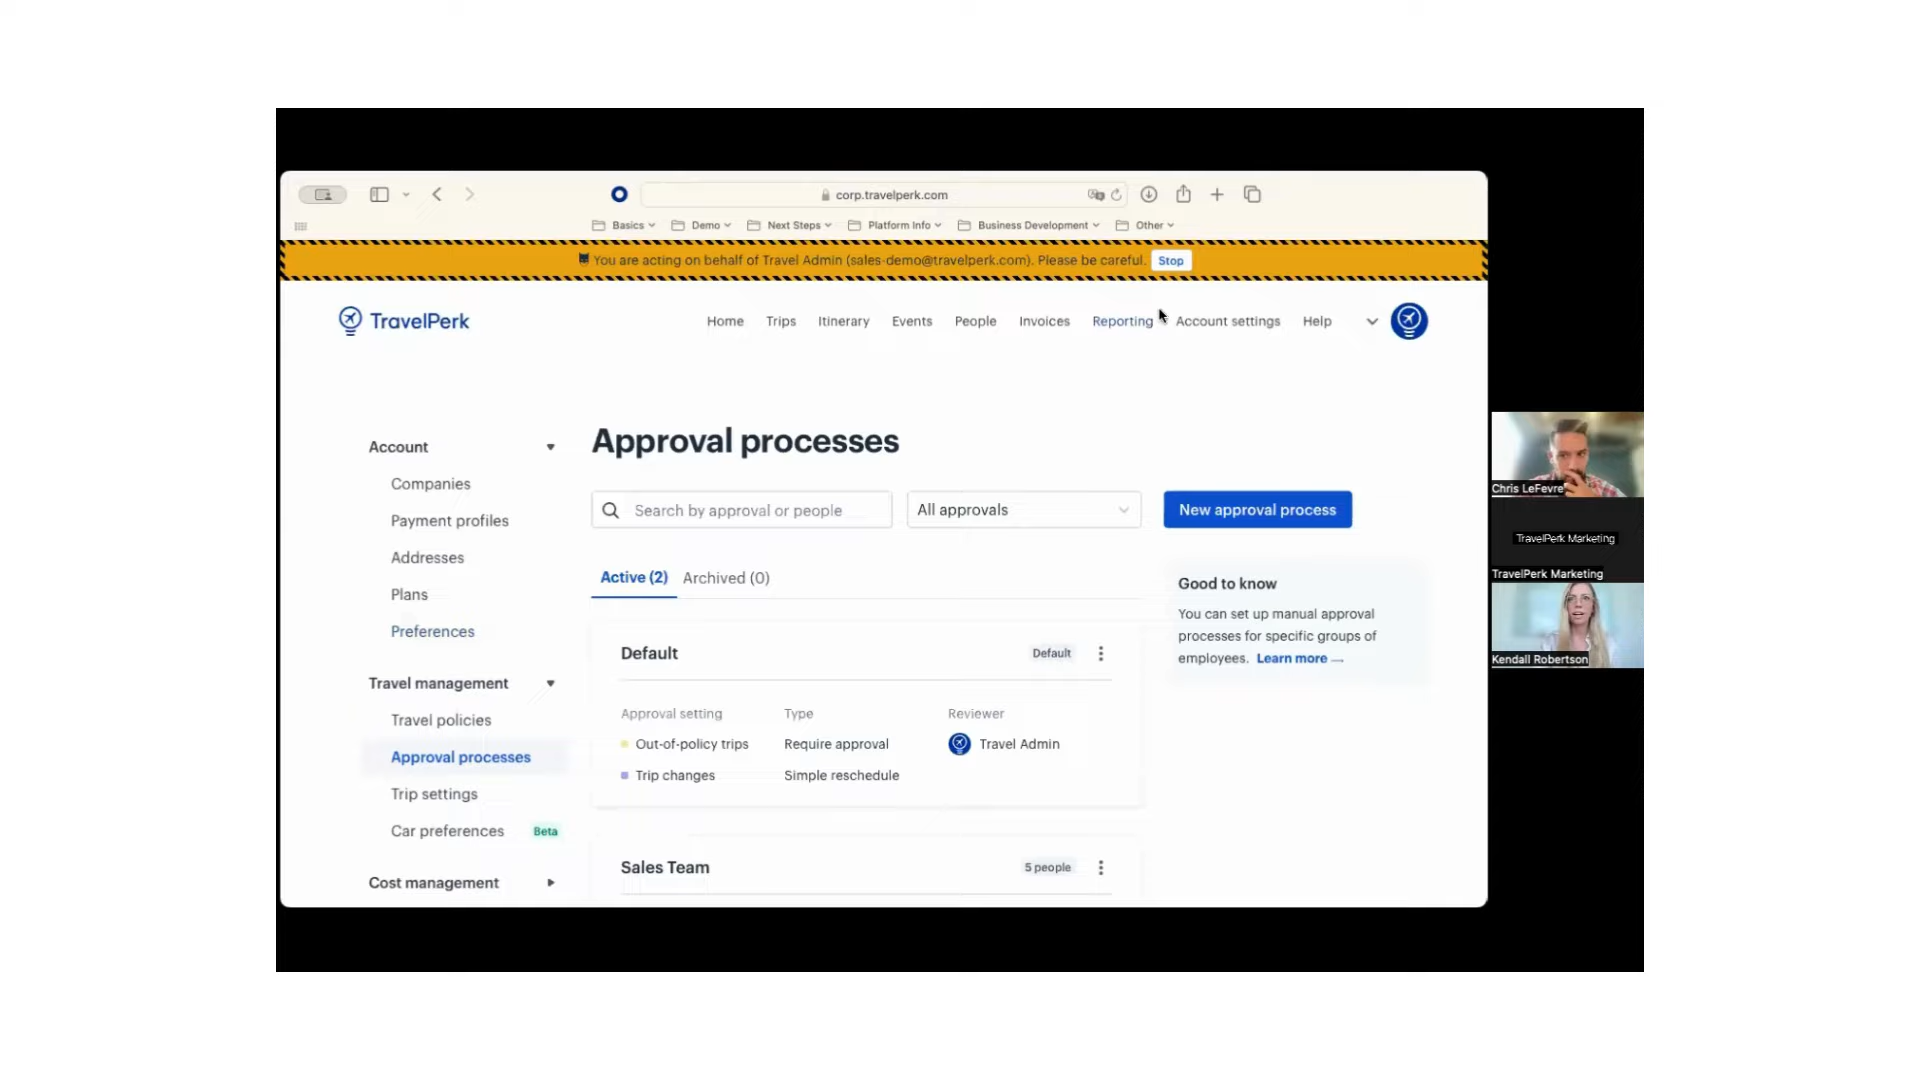 corp.travelperk.com
Basics
Demo
Next Steps
Platform Info
Business Development
Other
You are acting on behalf of Travel Admin (sales-demo@travelperk.com). Please be careful. Stop
TravelPerk
Home
Trips
Itinerary
Events
People
Invoices
Reporting
Account settings
Help
Account
Companies
Payment profiles
Addresses
Plans
Preferences
Travel management
Travel policies
Approval processes
Trip settings
Car preferences Beta
Cost management
Approval processes
Search by approval or people
All approvals
New approval process
Active (2)
Archived (0)
Default
Default
Approval setting
Type
Reviewer
Out-of-policy trips
Require approval
Travel Admin
Trip changes
Simple reschedule
Sales Team
5 people
Good to know
You can set up manual approval
processes for specific groups of
employees. Learn more
Chris LeFevre
TravelPerk Marketing
TravelPerk Marketing
Kendall Robertson